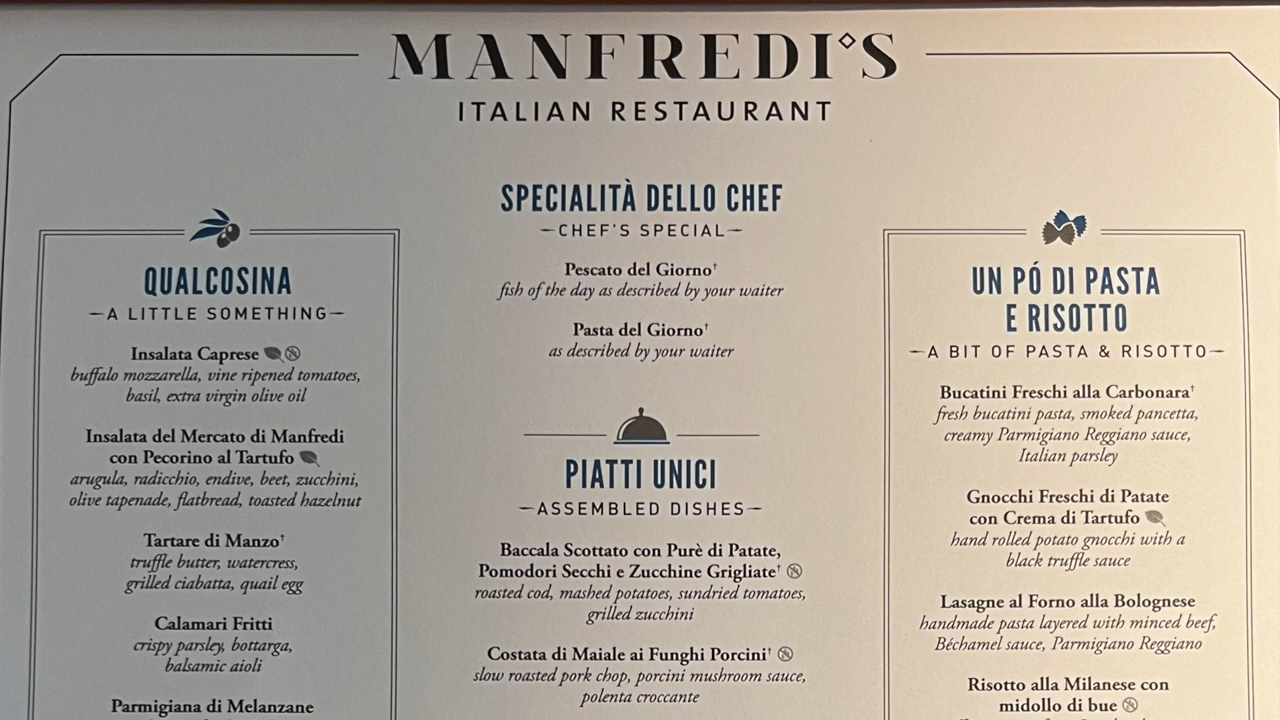 MANFREDI'S
ITALIAN RESTAURANT
QUALCOSINA
–A LITTLE SOMETHING–
Insalata Caprese
buffalo mozzarella, vine ripened tomatoes,
basil, extra virgin olive oil
Insalata del Mercato di Manfredi
con Pecorino al Tartufo
arugula, radicchio, endive, beet, zucchini,
olive tapenade, flatbread, toasted hazelnut
Tartare di Manzo†
truffle butter, watercress,
grilled ciabatta, quail egg
Calamari Fritti
crispy parsley, bottarga,
balsamic aioli
Parmigiana di Melanzane
SPECIALITÀ DELLO CHEF
–CHEF'S SPECIAL–
Pescato del Giorno†
fish of the day as described by your waiter
Pasta del Giorno†
as described by your waiter
PIATTI UNICI
–ASSEMBLED DISHES–
Baccala Scottato con Purè di Patate,
Pomodori Secchi e Zucchine Grigliate†
roasted cod, mashed potatoes, sundried tomatoes,
grilled zucchini
Costata di Maiale ai Funghi Porcini†
slow roasted pork chop, porcini mushroom sauce,
polenta croccante
UN PÓ DI PASTA
E RISOTTO
–A BIT OF PASTA & RISOTTO–
Bucatini Freschi alla Carbonara†
fresh bucatini pasta, smoked pancetta,
creamy Parmigiano Reggiano sauce,
Italian parsley
Gnocchi Freschi di Patate
con Crema di Tartufo
hand rolled potato gnocchi with a
black truffle sauce
Lasagne al Forno alla Bolognese
handmade pasta layered with minced beef,
Béchamel sauce, Parmigiano Reggiano
Risotto alla Milanese con
midollo di bue